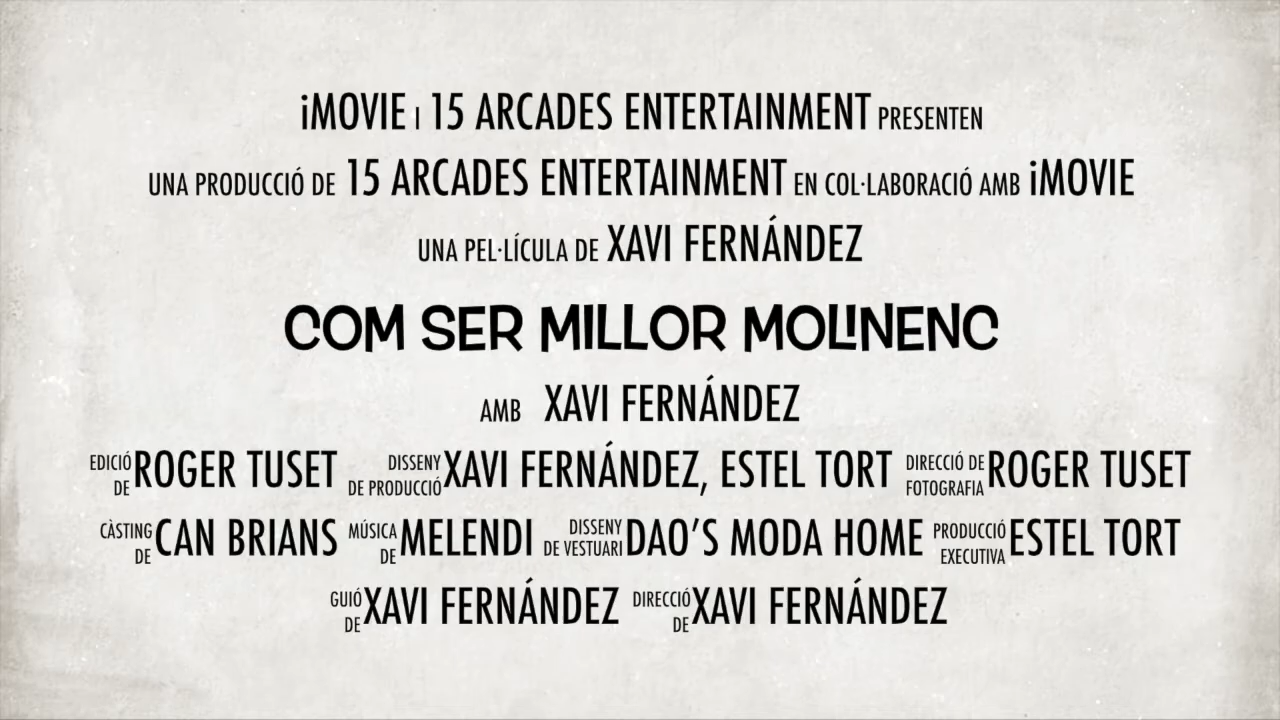 iMOVIE I 15 ARCADES ENTERTAINMENT PRESENTEN
UNA PRODUCCIÓ DE 15 ARCADES ENTERTAINMENT EN COL·LABORACIÓ AMB iMOVIE
UNA PEL·LÍCULA DE XAVI FERNÁNDEZ
COM SER MILLOR MOLINENC
AMB XAVI FERNÁNDEZ
EDICIÓ DE ROGER TUSET DISSENY DE PRODUCCIÓ XAVI FERNÁNDEZ, ESTEL TORT DIRECCIÓ DE FOTOGRAFIA ROGER TUSET
CÀSTING DE CAN BRIANS MÚSICA DE MELENDI DISSENY DE VESTUARI DAO'S MODA HOME PRODUCCIÓ EXECUTIVA ESTEL TORT
GUIÓ DE XAVI FERNÁNDEZ DIRECCIÓ DE XAVI FERNÁNDEZ